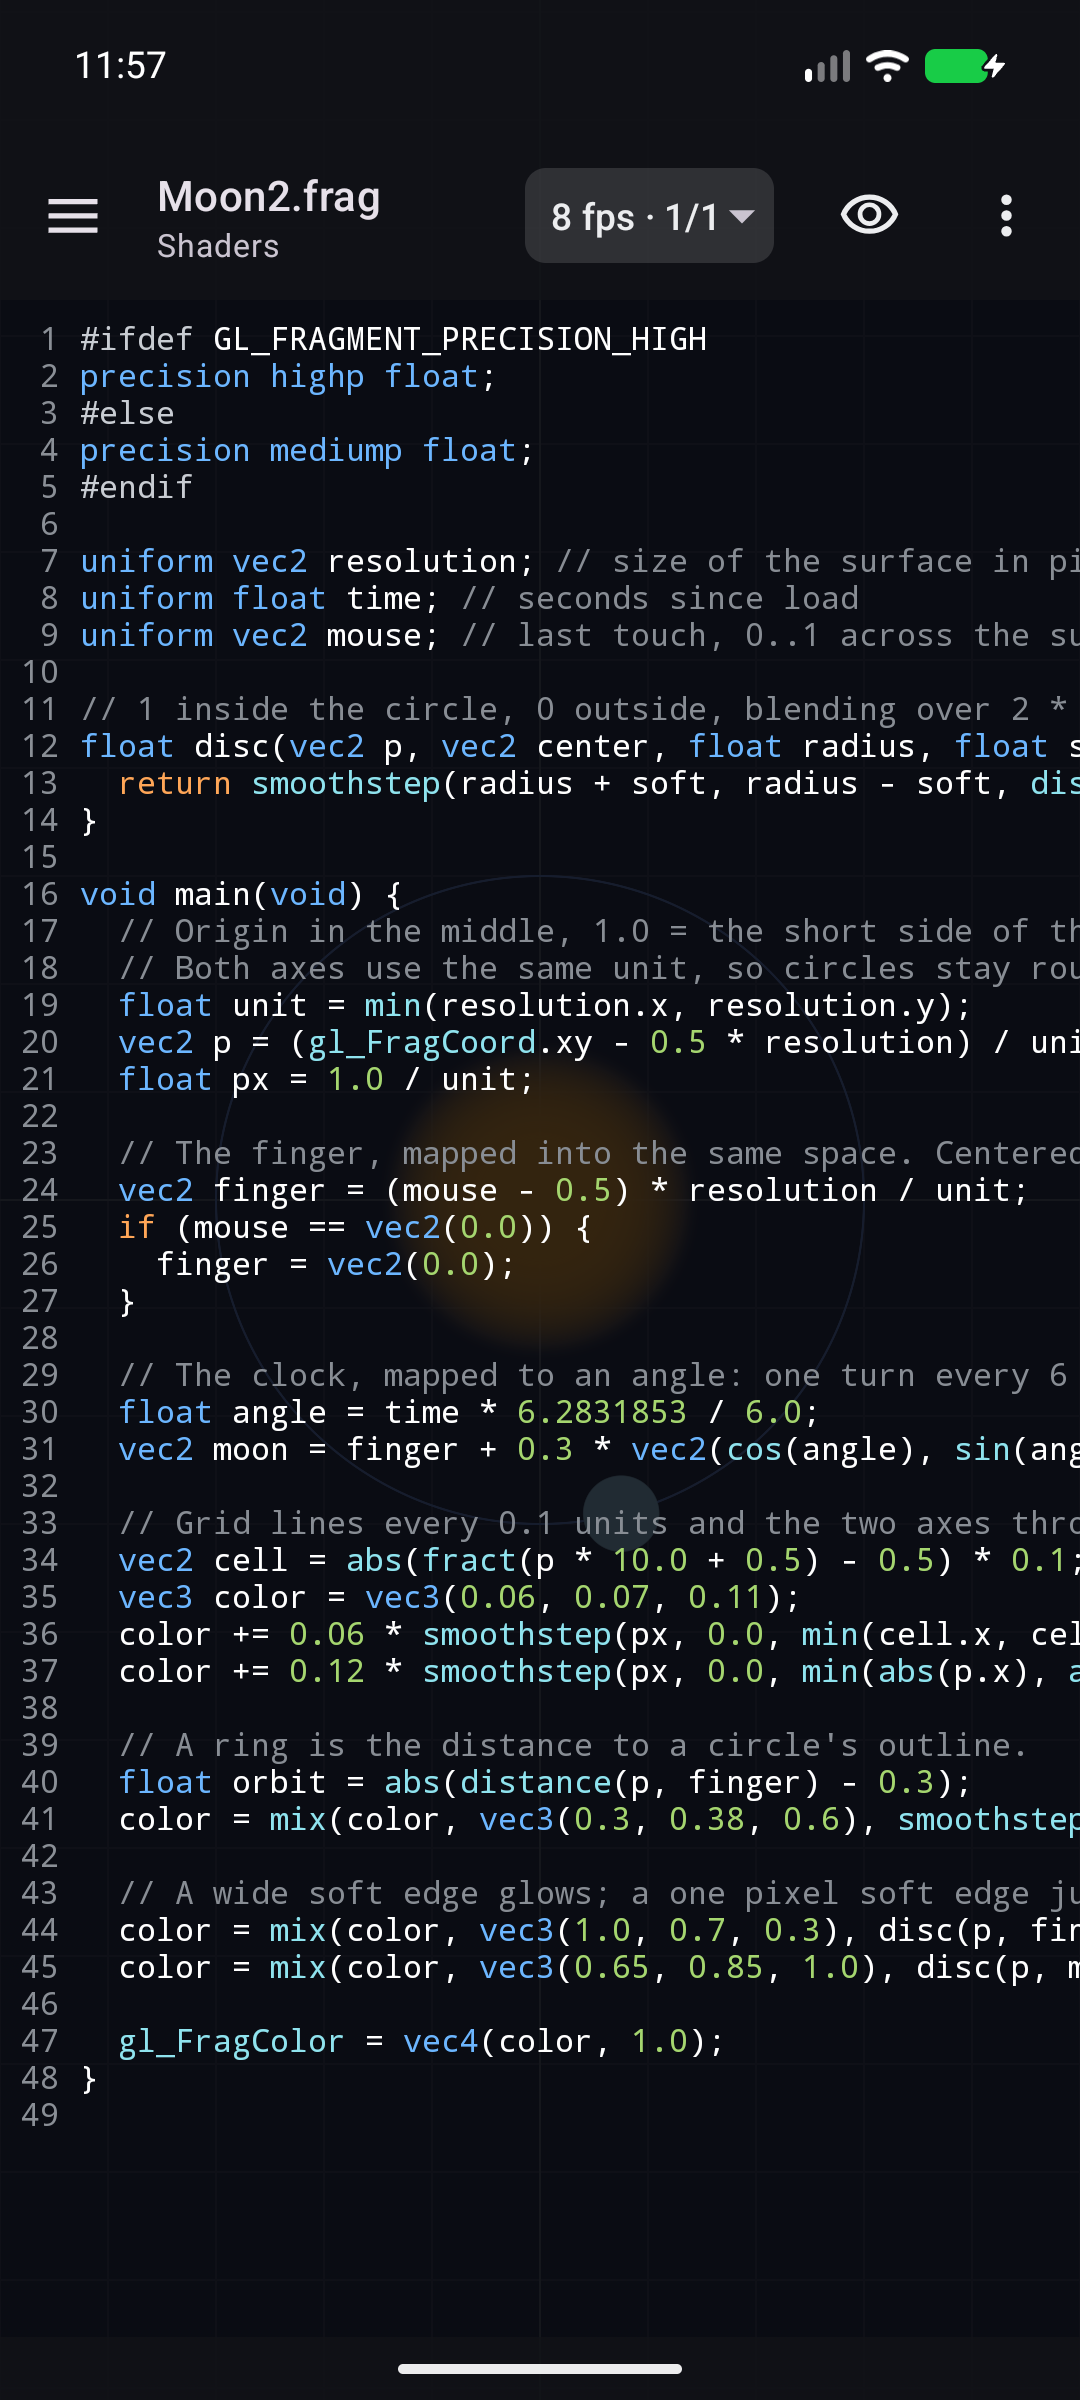 11:57
Moon2.frag
Shaders
8 fps · 1/1
1 #ifdef GL_FRAGMENT_PRECISION_HIGH
2 precision highp float;
3 #else
4 precision mediump float;
5 #endif
6
7 uniform vec2 resolution; // size of the surface in pi
8 uniform float time; // seconds since load
9 uniform vec2 mouse; // last touch, 0..1 across the su
10
11 // 1 inside the circle, 0 outside, blending over 2 *
12 float disc(vec2 p, vec2 center, float radius, float s
13   return smoothstep(radius + soft, radius - soft, dis
14 }
15
16 void main(void) {
17   // Origin in the middle, 1.0 = the short side of th
18   // Both axes use the same unit, so circles stay rou
19   float unit = min(resolution.x, resolution.y);
20   vec2 p = (gl_FragCoord.xy - 0.5 * resolution) / uni
21   float px = 1.0 / unit;
22
23   // The finger, mapped into the same space. Centered
24   vec2 finger = (mouse - 0.5) * resolution / unit;
25   if (mouse == vec2(0.0)) {
26     finger = vec2(0.0);
27   }
28
29   // The clock, mapped to an angle: one turn every 6
30   float angle = time * 6.2831853 / 6.0;
31   vec2 moon = finger + 0.3 * vec2(cos(angle), sin(ang
32
33   // Grid lines every 0.1 units and the two axes thro
34   vec2 cell = abs(fract(p * 10.0 + 0.5) - 0.5) * 0.1;
35   vec3 color = vec3(0.06, 0.07, 0.11);
36   color += 0.06 * smoothstep(px, 0.0, min(cell.x, cel
37   color += 0.12 * smoothstep(px, 0.0, min(abs(p.x), a
38
39   // A ring is the distance to a circle's outline.
40   float orbit = abs(distance(p, finger) - 0.3);
41   color = mix(color, vec3(0.3, 0.38, 0.6), smoothstep
42
43   // A wide soft edge glows; a one pixel soft edge ju
44   color = mix(color, vec3(1.0, 0.7, 0.3), disc(p, fin
45   color = mix(color, vec3(0.65, 0.85, 1.0), disc(p, m
46
47   gl_FragColor = vec4(color, 1.0);
48 }
49